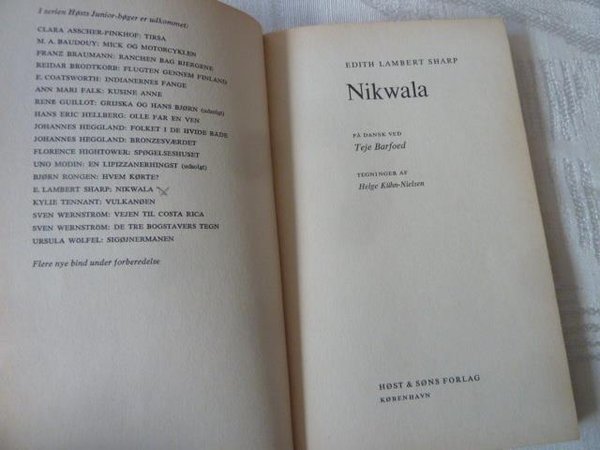 I serien Høsts Junior-bøger er udkommet:
CLARA ASSCHER-PINKHOF: TIRSA
M. A. BAUDOUY: MICK OG MOTORCYKLEN
FRANZ BRAUMANN: RANCHEN BAG BJERGENE
REIDAR BRODTKORB: FLUGTEN GENNEM FINLAND
E. COATSWORTH: INDIANERNES FANGE
ANN MARI FALK: KUSINE ANNE
RENE GUILLOT: GRISJKA OG HANS BJØRN (udsolgt)
HANS ERIC HELLBERG: OLLE FAR EN VEN
JOHANNES HEGGLAND: FOLKET I DE HVIDE BÅDE
JOHANNES HEGGLAND: BRONZESVÆRDET
FLORENCE HIGHTOWER: SPØGELSESHUSET
UNO MODIN: EN LIPIZZANERHINGST (udsolgt)
BJØRN RONGEN: HVEM KØRTE?
E. LAMBERT SHARP: NIKWALA
KYLIE TENNANT: VULKANØEN
SVEN WERNSTRÖM: VEJEN TIL COSTA RICA
SVEN WERNSTRÖM: DE TRE BOGSTAVERS TEGN
URSULA WÖLFEL: SIGØJNERMANEN
Flere nye bind under forberedelse
EDITH LAMBERT SHARP
Nikwala
PÅ DANSK VED
Teje Barfoed
TEGNINGER AF
Helge Kühn-Nielsen
HØST & SØNS FORLAG
KØBENHAVN